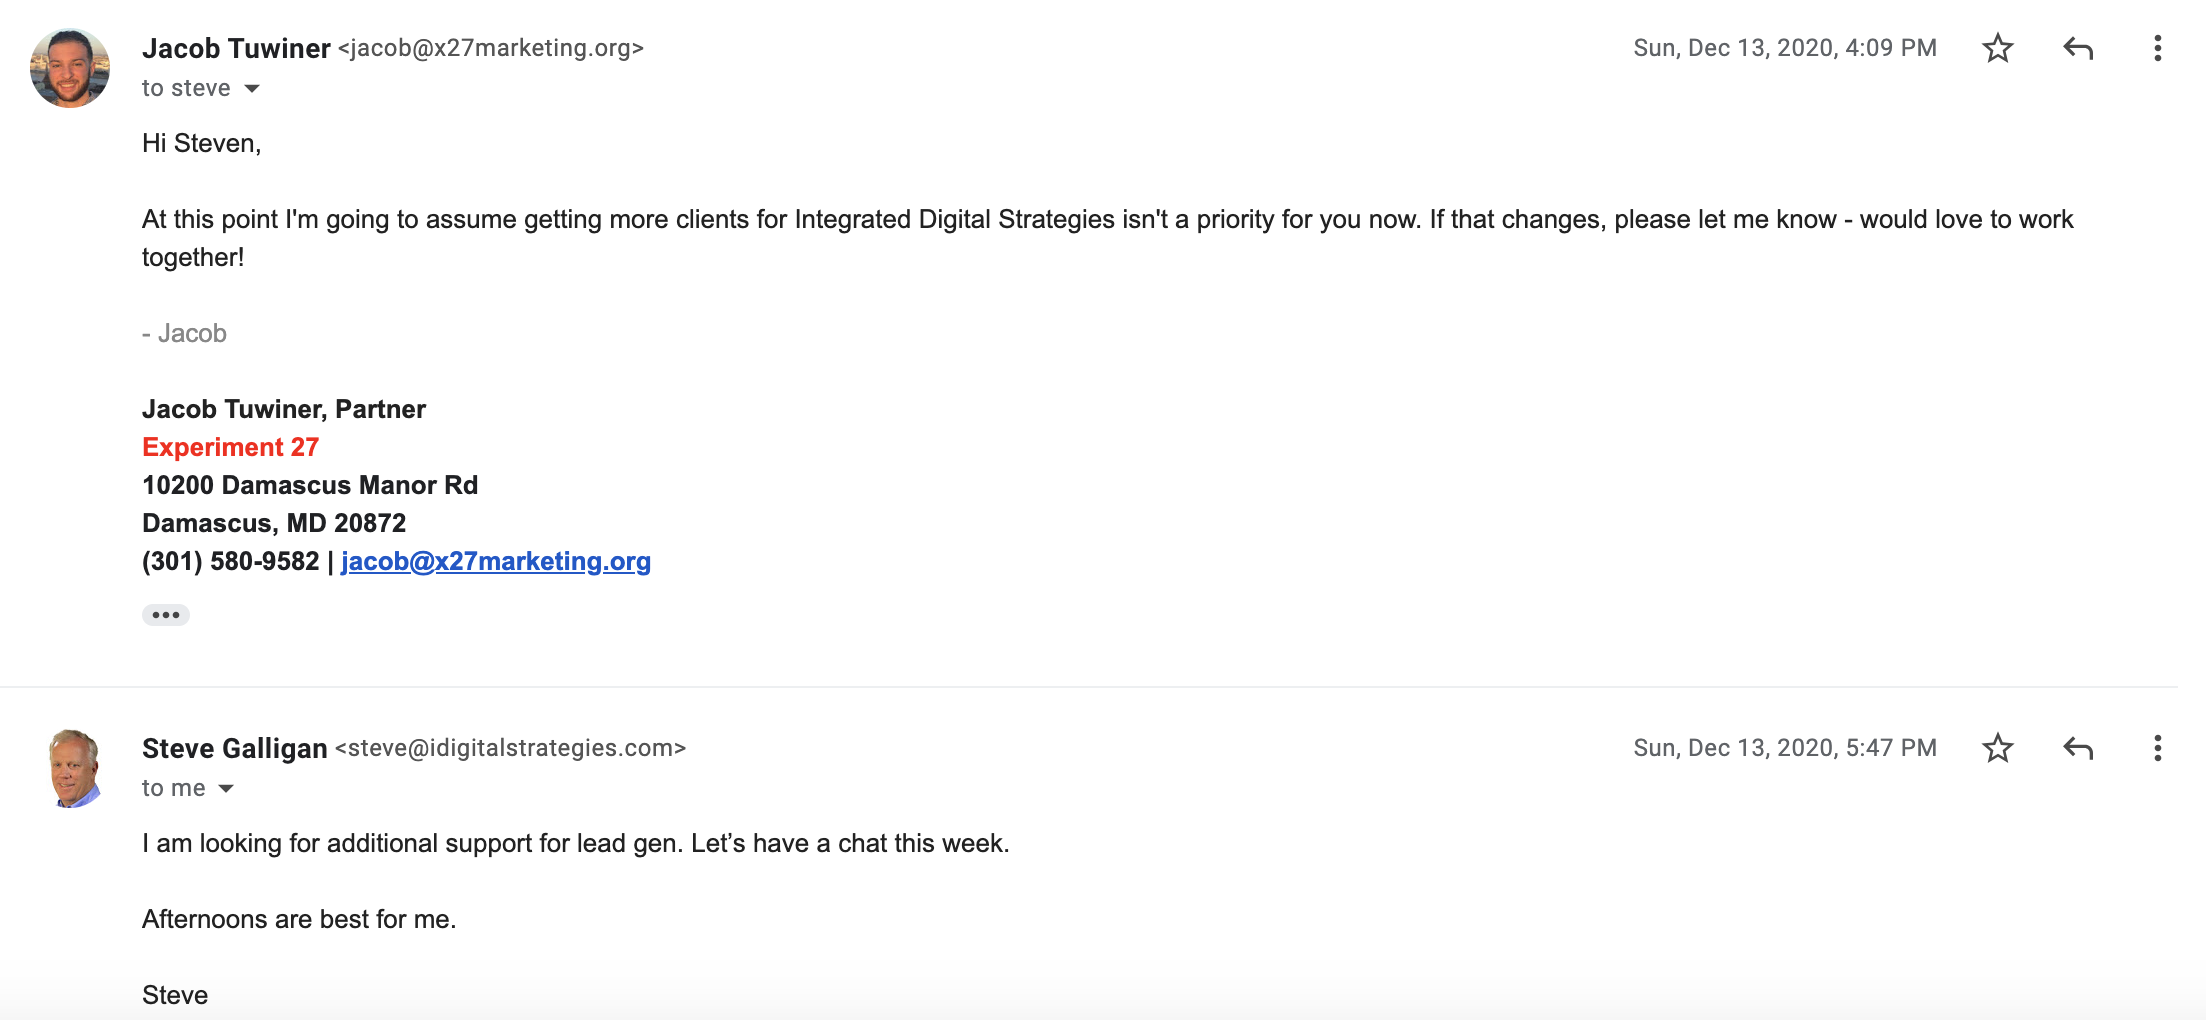 Jacob Tuwiner <jacob@x27marketing.org> Sun, Dec 13, 2020, 4:09 PM
to steve
Hi Steven,
At this point I'm going to assume getting more clients for Integrated Digital Strategies isn't a priority for you now. If that changes, please let me know - would love to work
together!
- Jacob
Jacob Tuwiner, Partner
Experiment 27
10200 Damascus Manor Rd
Damascus, MD 20872
(301) 580-9582 | jacob@x27marketing.org
Steve Galligan <steve@idigitalstrategies.com> Sun, Dec 13, 2020, 5:47 PM
to me
I am looking for additional support for lead gen. Let’s have a chat this week.
Afternoons are best for me.
Steve